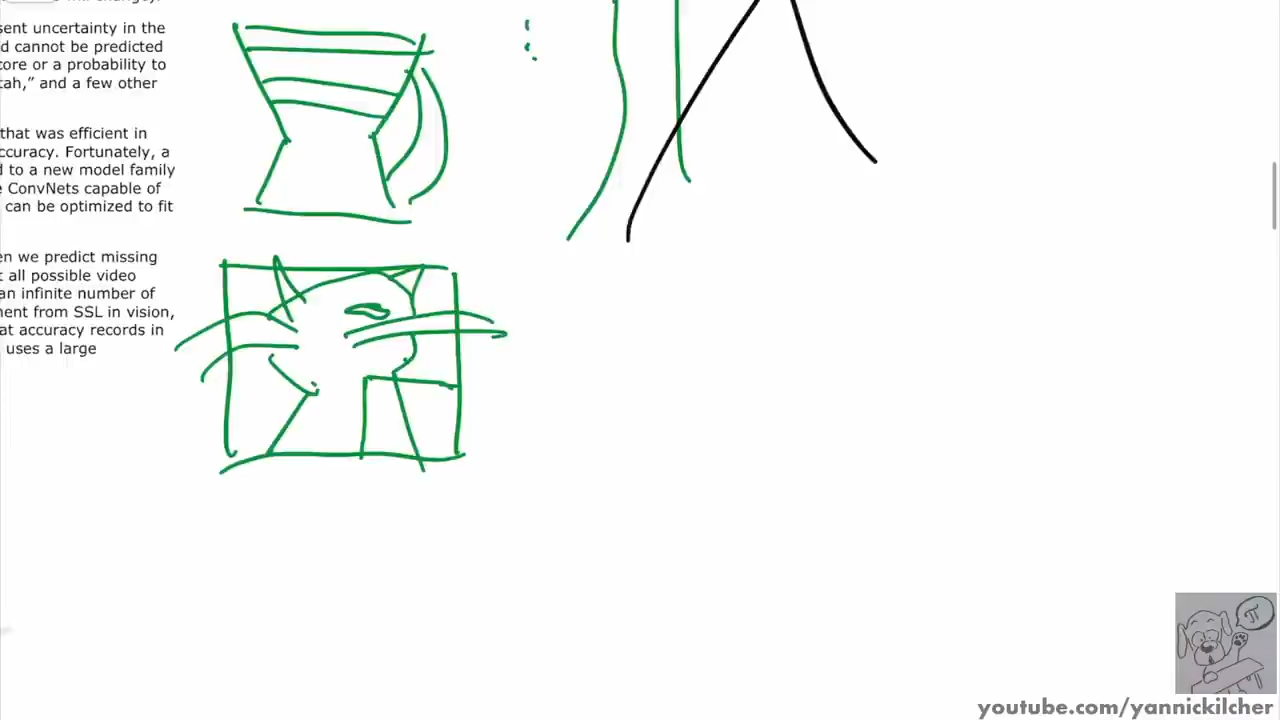 sent uncertainty in the
d cannot be predicted
core or a probability to
tah,” and a few other
that was efficient in
ccuracy. Fortunately, a
d to a new model family
e ConvNets capable of
can be optimized to fit
en we predict missing
t all possible video
an infinite number of
ment from SSL in vision,
at accuracy records in
uses a large
π
youtube.com/yannickilcher